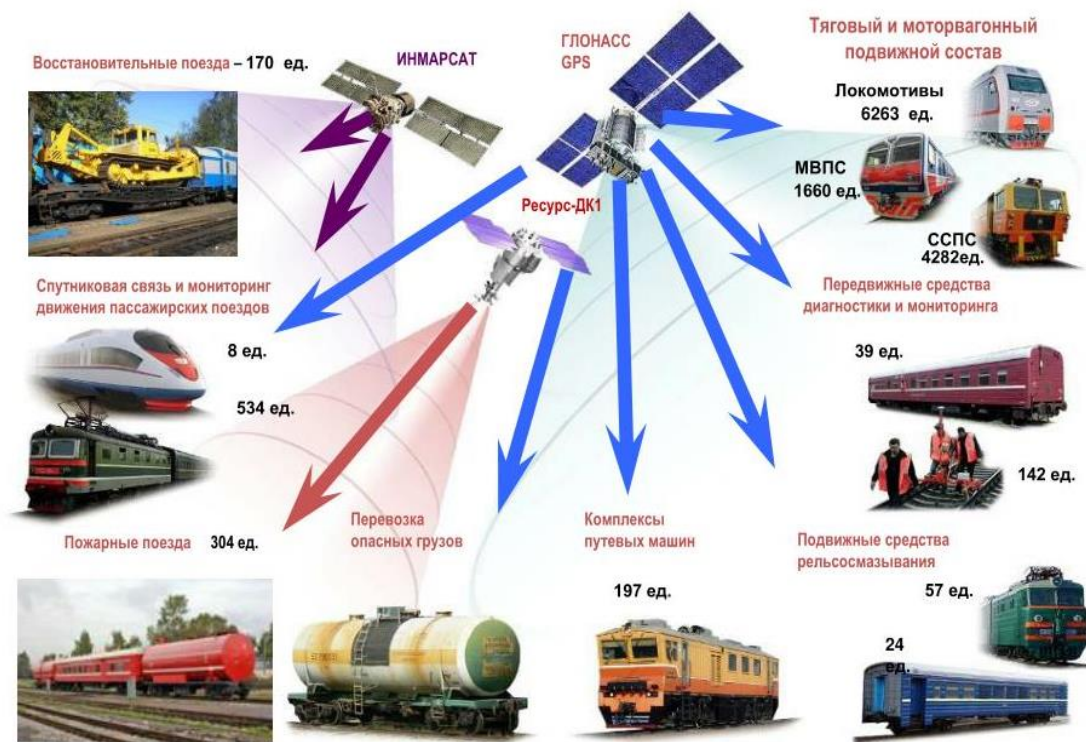 Восстановительные поезда – 170 ед.
ИНМАРСАТ
ГЛОНАСС
GPS
Тяговый и моторвагонный
подвижной состав
Локомотивы
6263 ед.
МВПС
1660 ед.
ССПС
4282ед.
Ресурс-ДК1
Спутниковая связь и мониторинг
движения пассажирских поездов
8 ед.
534 ед.
Передвижные средства
диагностики и мониторинга
39 ед.
142 ед.
Пожарные поезда 304 ед.
Перевозка
опасных грузов
Комплексы
путевых машин
197 ед.
Подвижные средства
рельсосмазывания
57 ед.
24
ед.